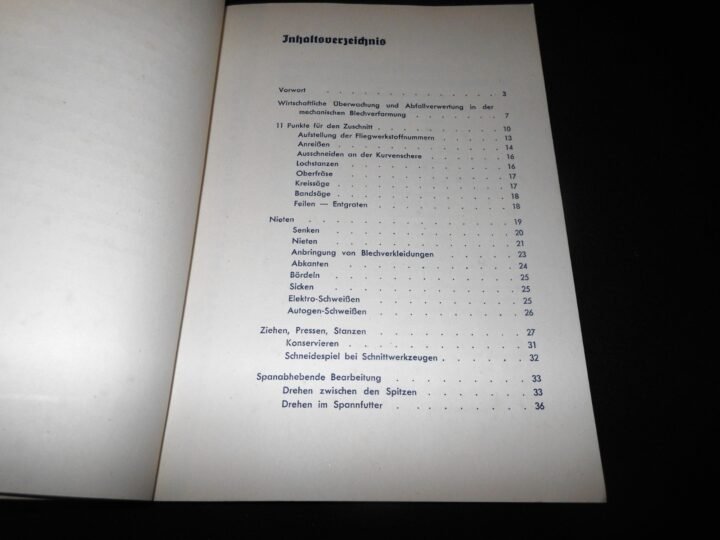 Inhaltsverzeichnis
Vorwort . . . . . . . . . . 3
Wirtschaftliche Überwachung und Abfallverwertung in der
mechanischen Blechverformung . . . . . . 7
11 Punkte für den Zuschnitt . . . . . . . . 10
Aufstellung der Fliegwerkstoffnummern . . . . . 13
Anreißen . . . . . . . . . . 14
Ausschneiden an der Kurvenschere . . . . . . 16
Lochstanzen . . . . . . . . . 16
Oberfräse . . . . . . . . . 17
Kreissäge . . . . . . . . . 17
Bandsäge . . . . . . . . . 18
Feilen — Entgraten . . . . . . . . 18
Nieten . . . . . . . . . . 19
Senken . . . . . . . . . . 20
Nieten . . . . . . . . . . 21
Anbringung von Blechverkleidungen . . . . . 23
Abkanten . . . . . . . . . 24
Bördeln . . . . . . . . . 25
Sicken . . . . . . . . . . 25
Elektro-Schweißen . . . . . . . . 25
Autogen-Schweißen . . . . . . . . 26
Ziehen, Pressen, Stanzen . . . . . . . . 27
Konservieren . . . . . . . . . 31
Schneidespiel bei Schnittwerkzeugen . . . . . 32
Spanabhebende Bearbeitung . . . . . . . 33
Drehen zwischen den Spitzen . . . . . . 33
Drehen im Spannfutter . . . . . . . 36